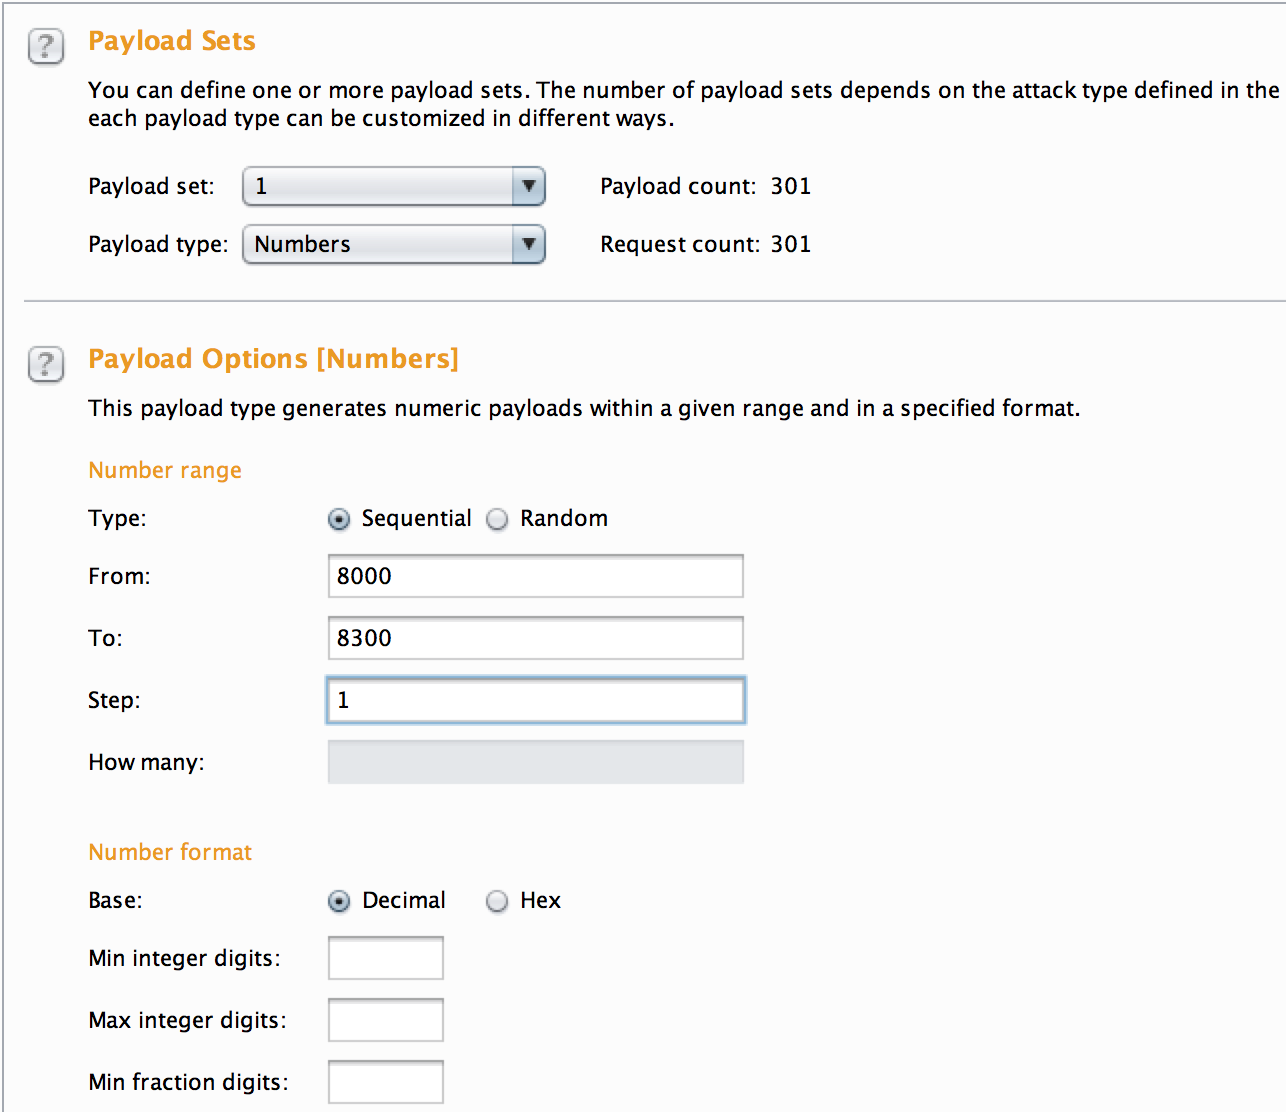 Payload Sets
You can define one or more payload sets. The number of payload sets depends on the attack type defined in the
each payload type can be customized in different ways.
Payload set: 1 Payload count: 301
Payload type: Numbers Request count: 301
Payload Options [Numbers]
This payload type generates numeric payloads within a given range and in a specified format.
Number range
Type: Sequential Random
From: 8000
To: 8300
Step: 1
How many:
Number format
Base: Decimal Hex
Min integer digits:
Max integer digits:
Min fraction digits: